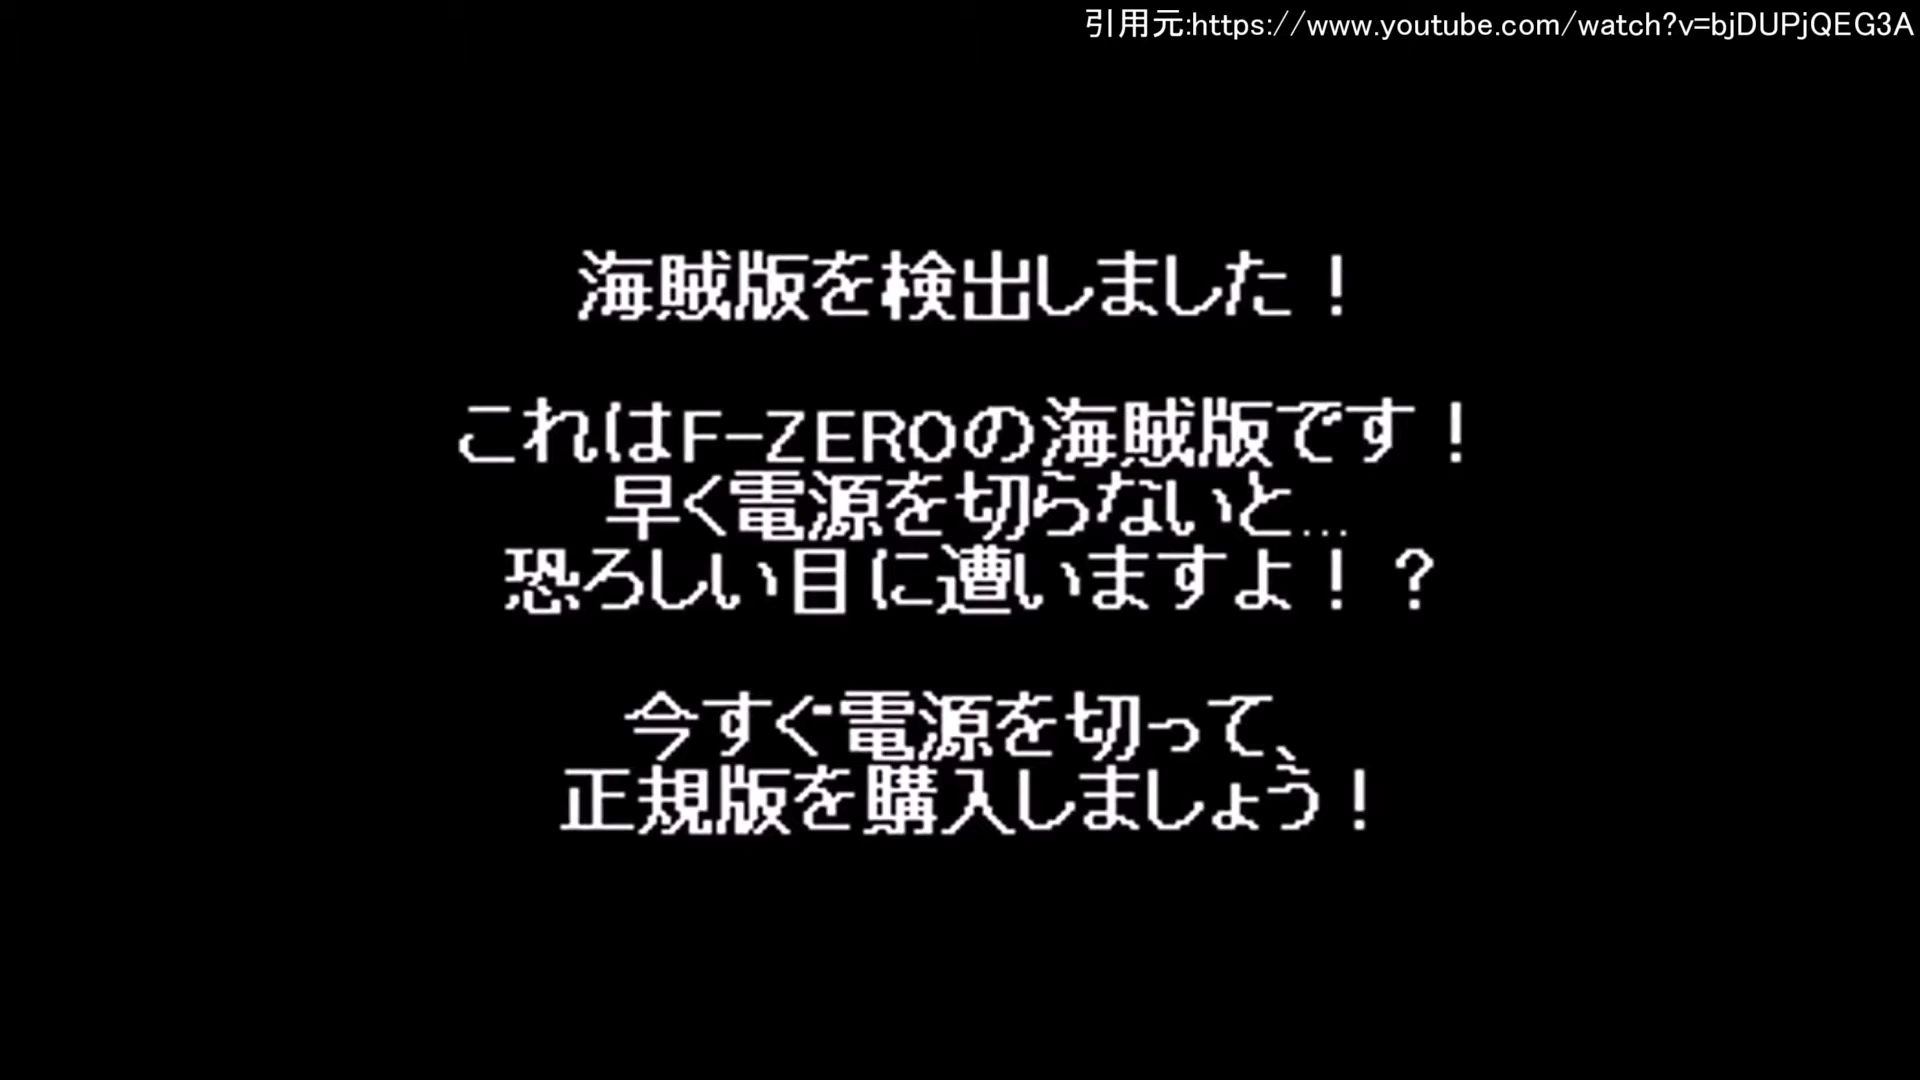 引用元:https://www.youtube.com/watch?v=bjDUPjQEG3A
海賊版を検出しました！
これはF-ZEROの海賊版です！
早く電源を切らないと...
恐ろしい目に遭いますよ！？
今すぐ電源を切って、
正規版を購入しましょう！